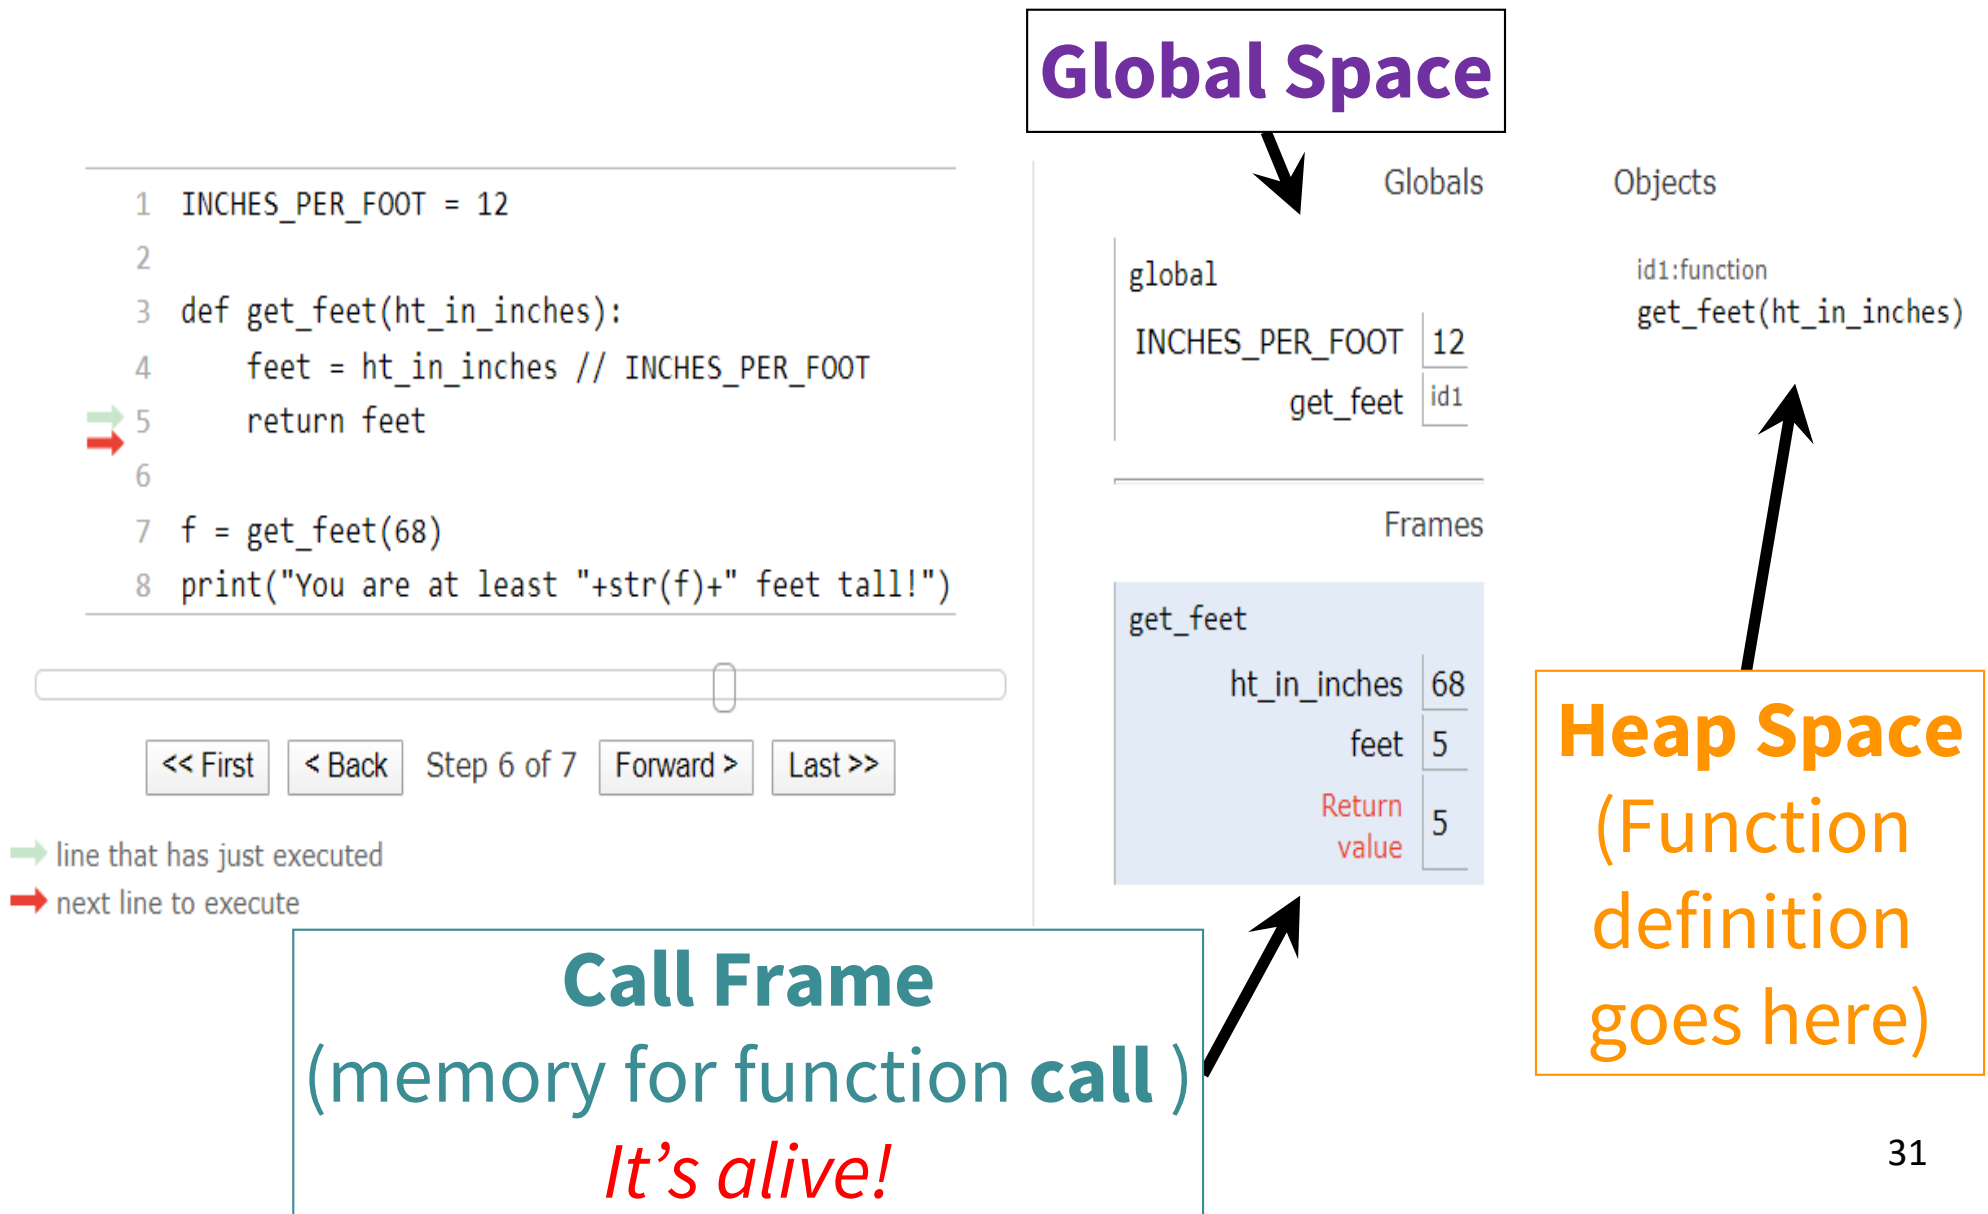 Global Space
1 INCHES_PER_FOOT = 12
2
3 def get_feet(ht_in_inches):
4     feet = ht_in_inches // INCHES_PER_FOOT
5     return feet
6
7 f = get_feet(68)
8 print("You are at least "+str(f)+" feet tall!")
<< First < Back Step 6 of 7 Forward > Last >>
line that has just executed
next line to execute
Globals
global
INCHES_PER_FOOT 12
get_feet id1
Frames
get_feet
ht_in_inches 68
feet 5
Return
value 5
Objects
id1:function
get_feet(ht_in_inches)
Heap Space
(Function
definition
goes here)
Call Frame
(memory for function call )
It’s alive!
31